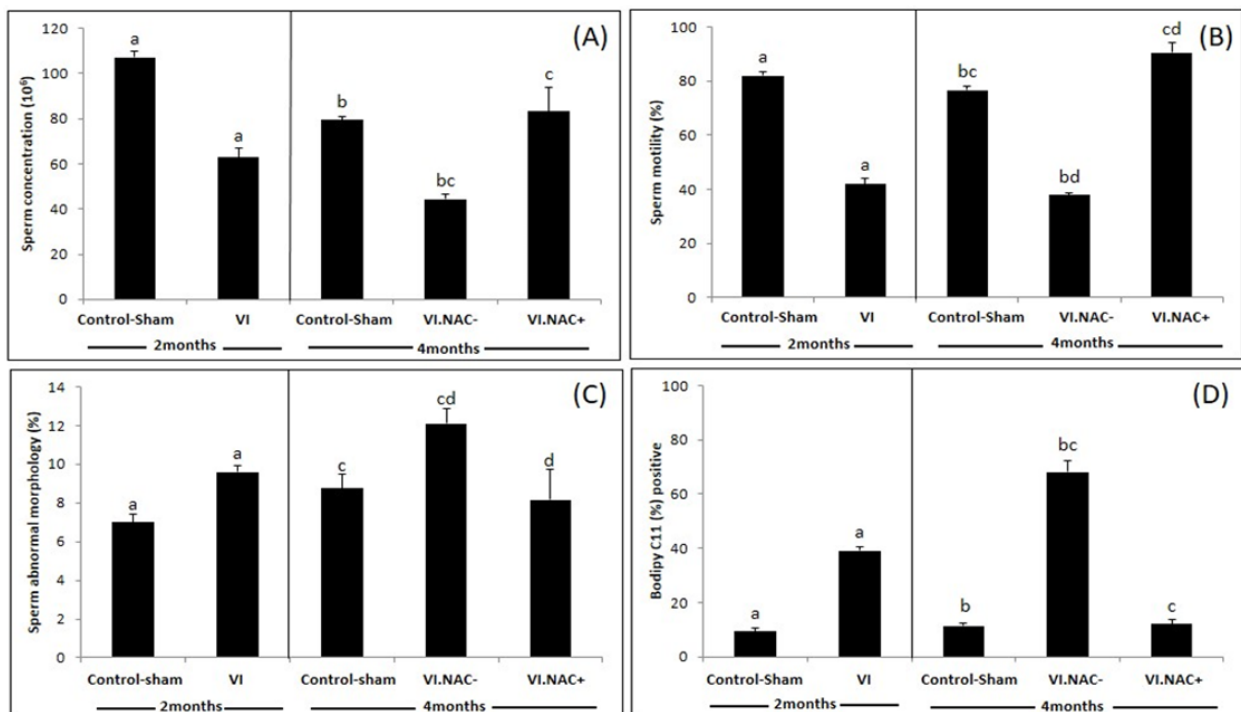 (A)
Sperm concentration (10⁶)
120
100
80
60
40
20
0
a
a
b
bc
c
Control-Sham VI Control-Sham VI.NAC- VI.NAC+
2months 4months
(B)
Sperm motility (%)
100
80
60
40
20
0
a
a
bc
bd
cd
Control-Sham VI Control-Sham VI.NAC- VI.NAC+
2months 4months
(C)
Sperm abnormal morphology (%)
14
12
10
8
6
4
2
0
a
a
c
cd
d
Control-sham VI Control-sham VI.NAC- VI.NAC+
2months 4months
(D)
Bodipy C11 (%) positive
100
80
60
40
20
0
a
a
b
bc
c
Control-Sham VI Control-Sham VI.NAC- VI.NAC+
2months 4months